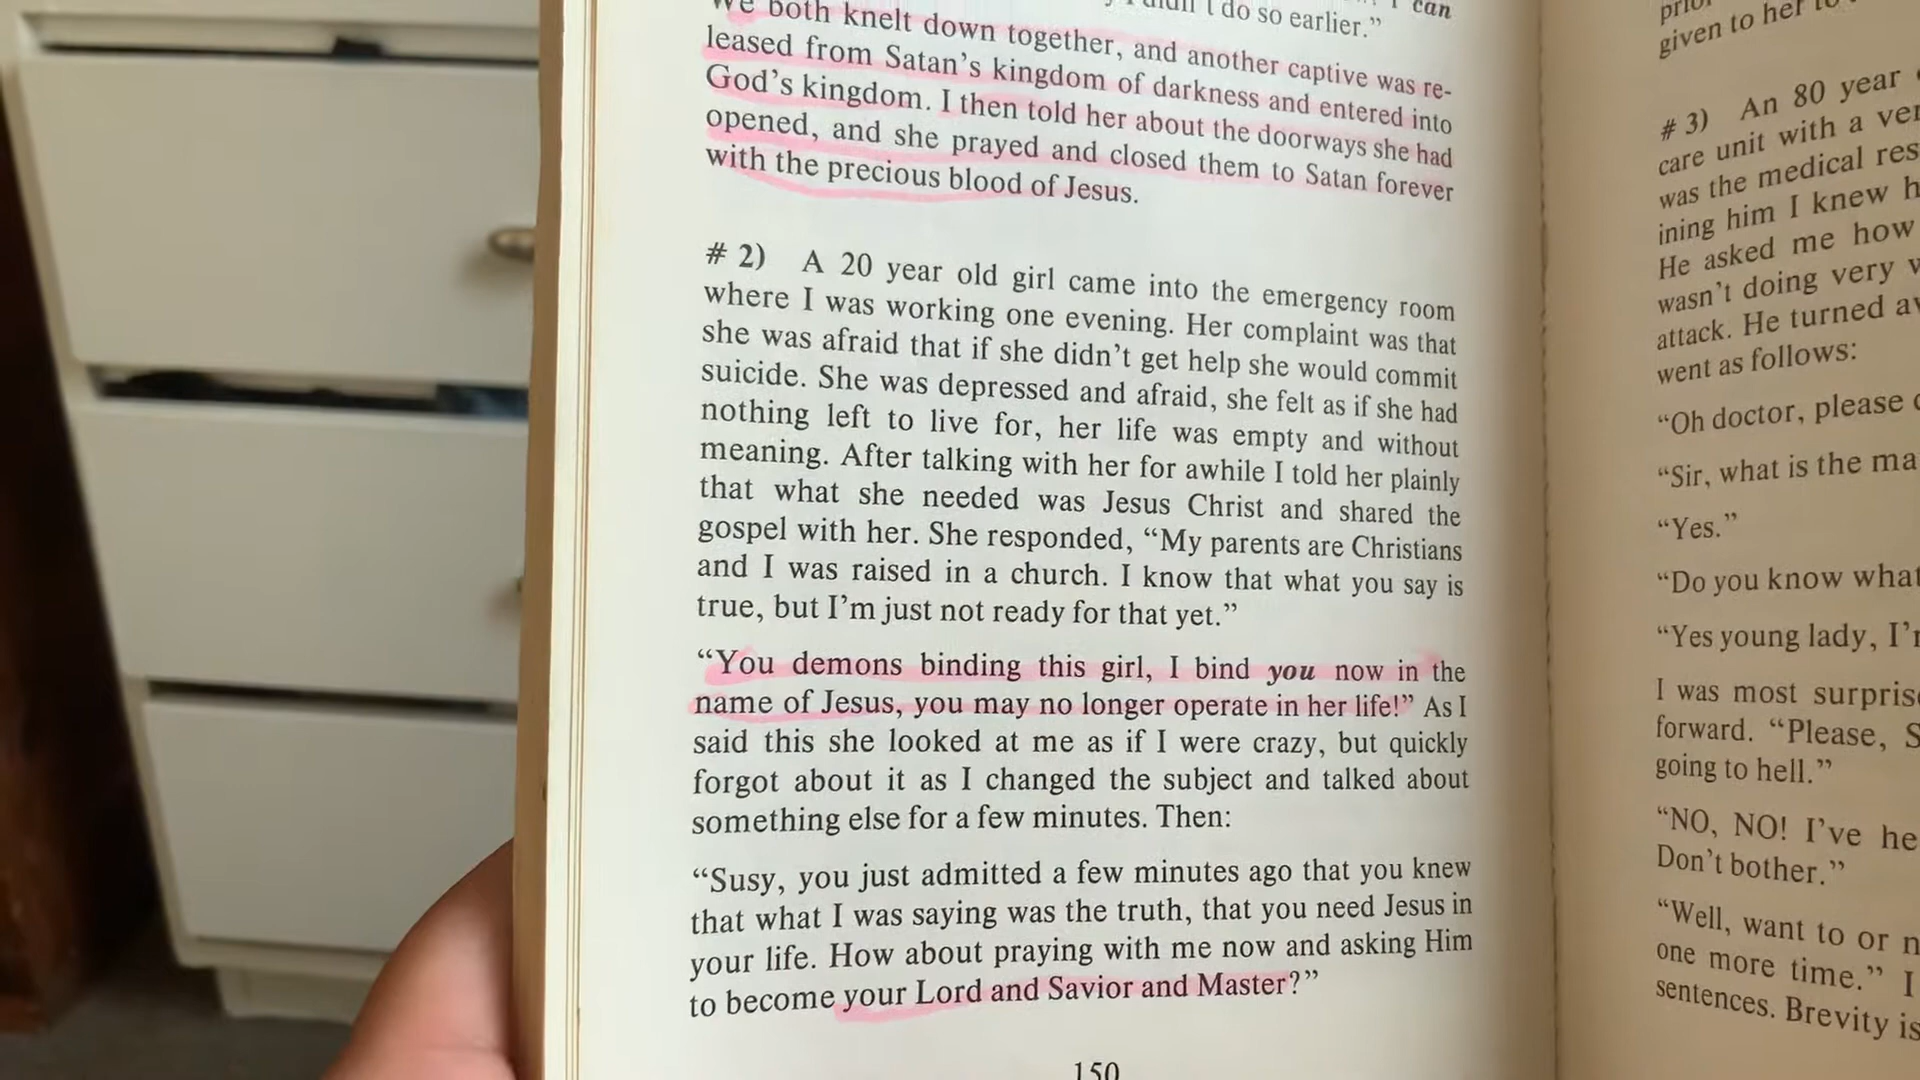 We both knelt down together, and another captive was re-
leased from Satan's kingdom of darkness and entered into
God's kingdom. I then told her about the doorways she had
opened, and she prayed and closed them to Satan forever
with the precious blood of Jesus.
# 2) A 20 year old girl came into the emergency room
where I was working one evening. Her complaint was that
she was afraid that if she didn't get help she would commit
suicide. She was depressed and afraid, she felt as if she had
nothing left to live for, her life was empty and without
meaning. After talking with her for awhile I told her plainly
that what she needed was Jesus Christ and shared the
gospel with her. She responded, “My parents are Christians
and I was raised in a church. I know that what you say is
true, but I'm just not ready for that yet.”
“You demons binding this girl, I bind you now in the
name of Jesus, you may no longer operate in her life!” As I
said this she looked at me as if I were crazy, but quickly
forgot about it as I changed the subject and talked about
something else for a few minutes. Then:
“Susy, you just admitted a few minutes ago that you knew
that what I was saying was the truth, that you need Jesus in
your life. How about praying with me now and asking Him
to become your Lord and Savior and Master?”
150
given to her to
# 3) An 80 year
care unit with a
was the medical
ining him I knew
He asked me how
wasn't doing very
attack. He turned
went as follows:
“Oh doctor, please
“Sir, what is the
“Yes.”
“Do you know what
“Yes young lady,
I was most
forward. “Please,
going to hell.”
“NO, NO! I've
Don't bother.”
“Well, want to or
one more time.” I
sentences. Brevity is